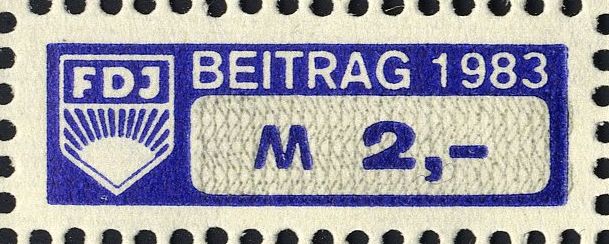 FDJ
BEITRAG 1983
M 2,-